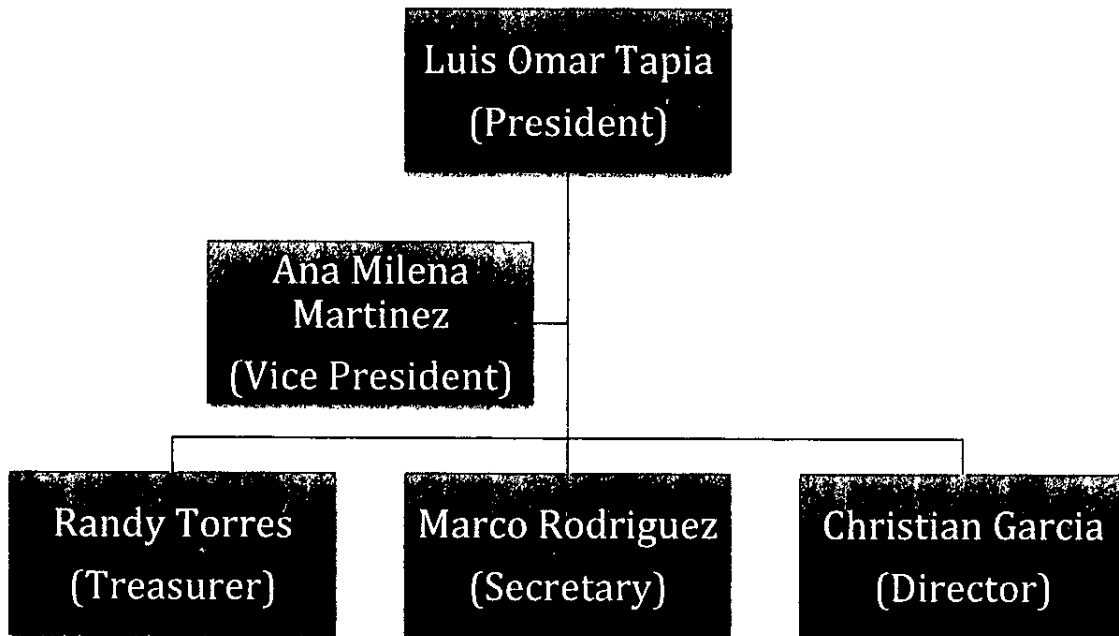 Luis Omar Tapia
(President)
Ana Milena
Martinez
(Vice President)
Randy Torres
(Treasurer)
Marco Rodriguez
(Secretary)
Christian Garcia
(Director)